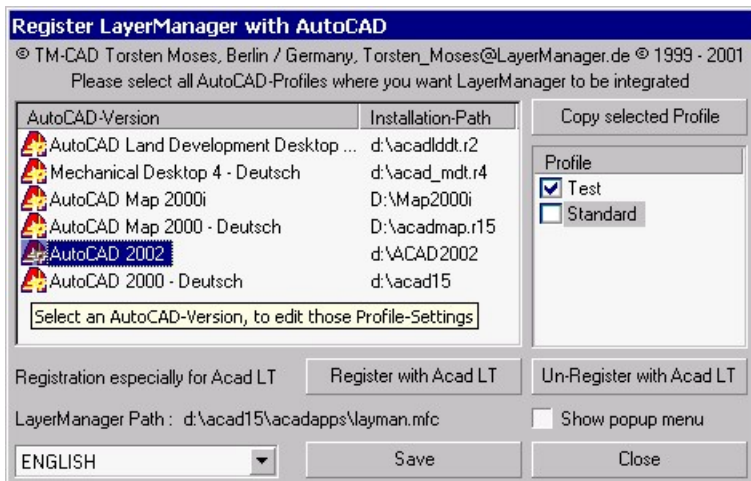 Register LayerManager with AutoCAD
© TM-CAD Torsten Moses, Berlin / Germany, Torsten_Moses@LayerManager.de © 1999 - 2001
Please select all AutoCAD-Profiles where you want LayerManager to be integrated
AutoCAD-Version Installation-Path
AutoCAD Land Development Desktop ... d:\acadlddt.r2
Mechanical Desktop 4 - Deutsch d:\acad_mdt.r4
AutoCAD Map 2000i D:\Map2000i
AutoCAD Map 2000 - Deutsch D:\acadmap.r15
AutoCAD 2002 d:\ACAD2002
AutoCAD 2000 - Deutsch d:\acad15
Select an AutoCAD-Version, to edit those Profile-Settings
Copy selected Profile
Profile
Test
Standard
Registration especially for Acad LT Register with Acad LT Un-Register with Acad LT
LayerManager Path : d:\acad15\acadapps\layman.mfc Show popup menu
ENGLISH Save Close